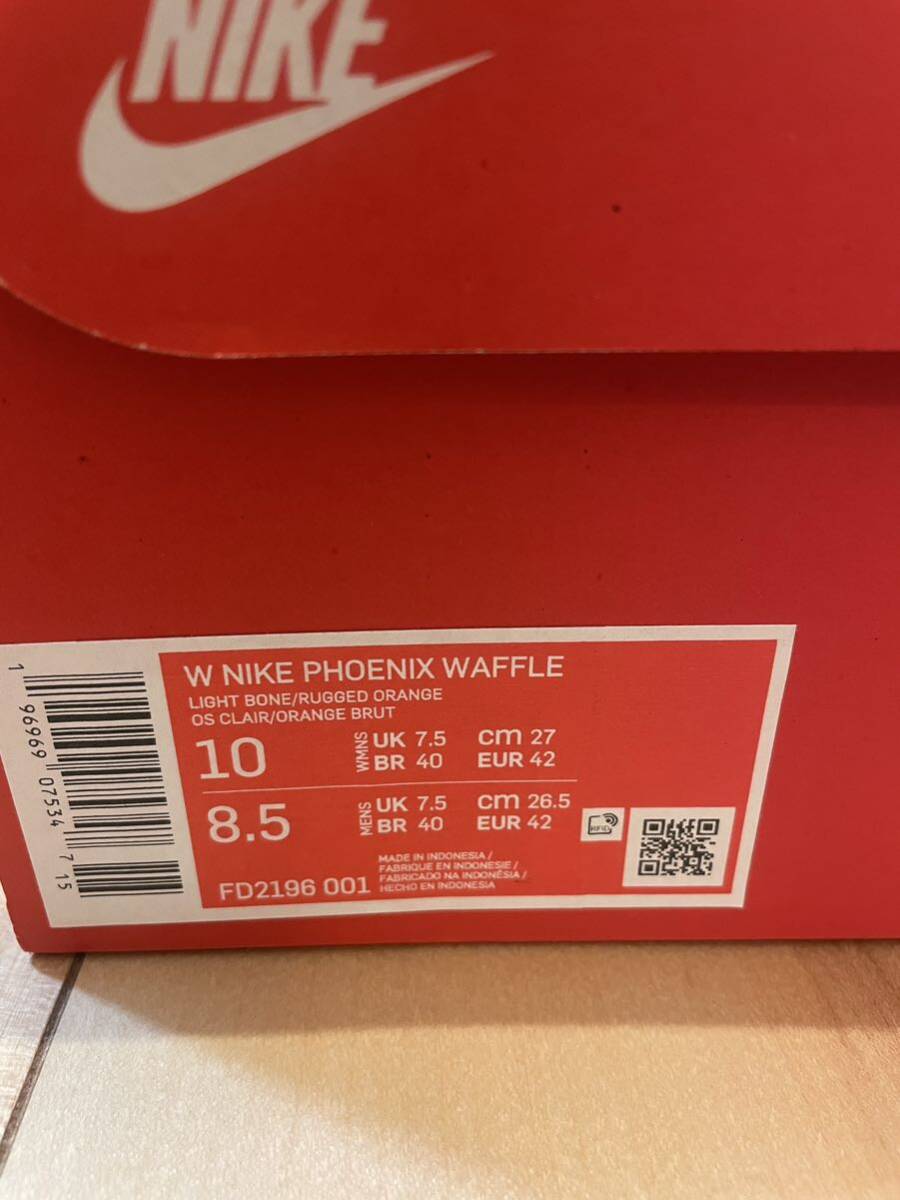 NIKE
W NIKE PHOENIX WAFFLE
LIGHT BONE/RUGGED ORANGE
OS CLAIR/ORANGE BRUT
10 WMNS UK 7.5 cm 27
BR 40 EUR 42
8.5 MENS UK 7.5 cm 26.5
BR 40 EUR 42
RFID
FD2196 001
MADE IN INDONESIA /
FABRIQUE EN INDONESIE /
FABRICADO NA INDONÉSIA /
HECHO EN INDONESIA
1 96969 07534 7 15